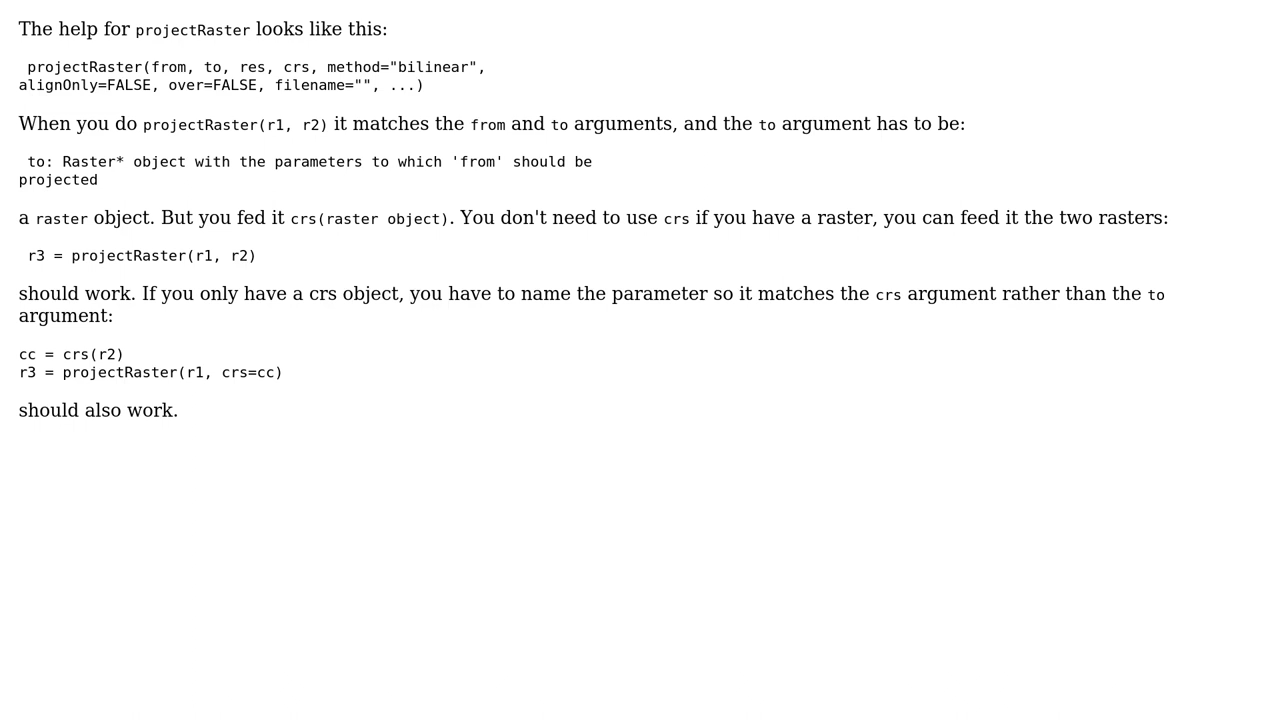 The help for projectRaster looks like this:
projectRaster(from, to, res, crs, method="bilinear",
alignOnly=FALSE, over=FALSE, filename="", ...)
When you do projectRaster(r1, r2) it matches the from and to arguments, and the to argument has to be:
to: Raster* object with the parameters to which 'from' should be
projected
a raster object. But you fed it crs(raster object). You don't need to use crs if you have a raster, you can feed it the two rasters:
r3 = projectRaster(r1, r2)
should work. If you only have a crs object, you have to name the parameter so it matches the crs argument rather than the to
argument:
cc = crs(r2)
r3 = projectRaster(r1, crs=cc)
should also work.